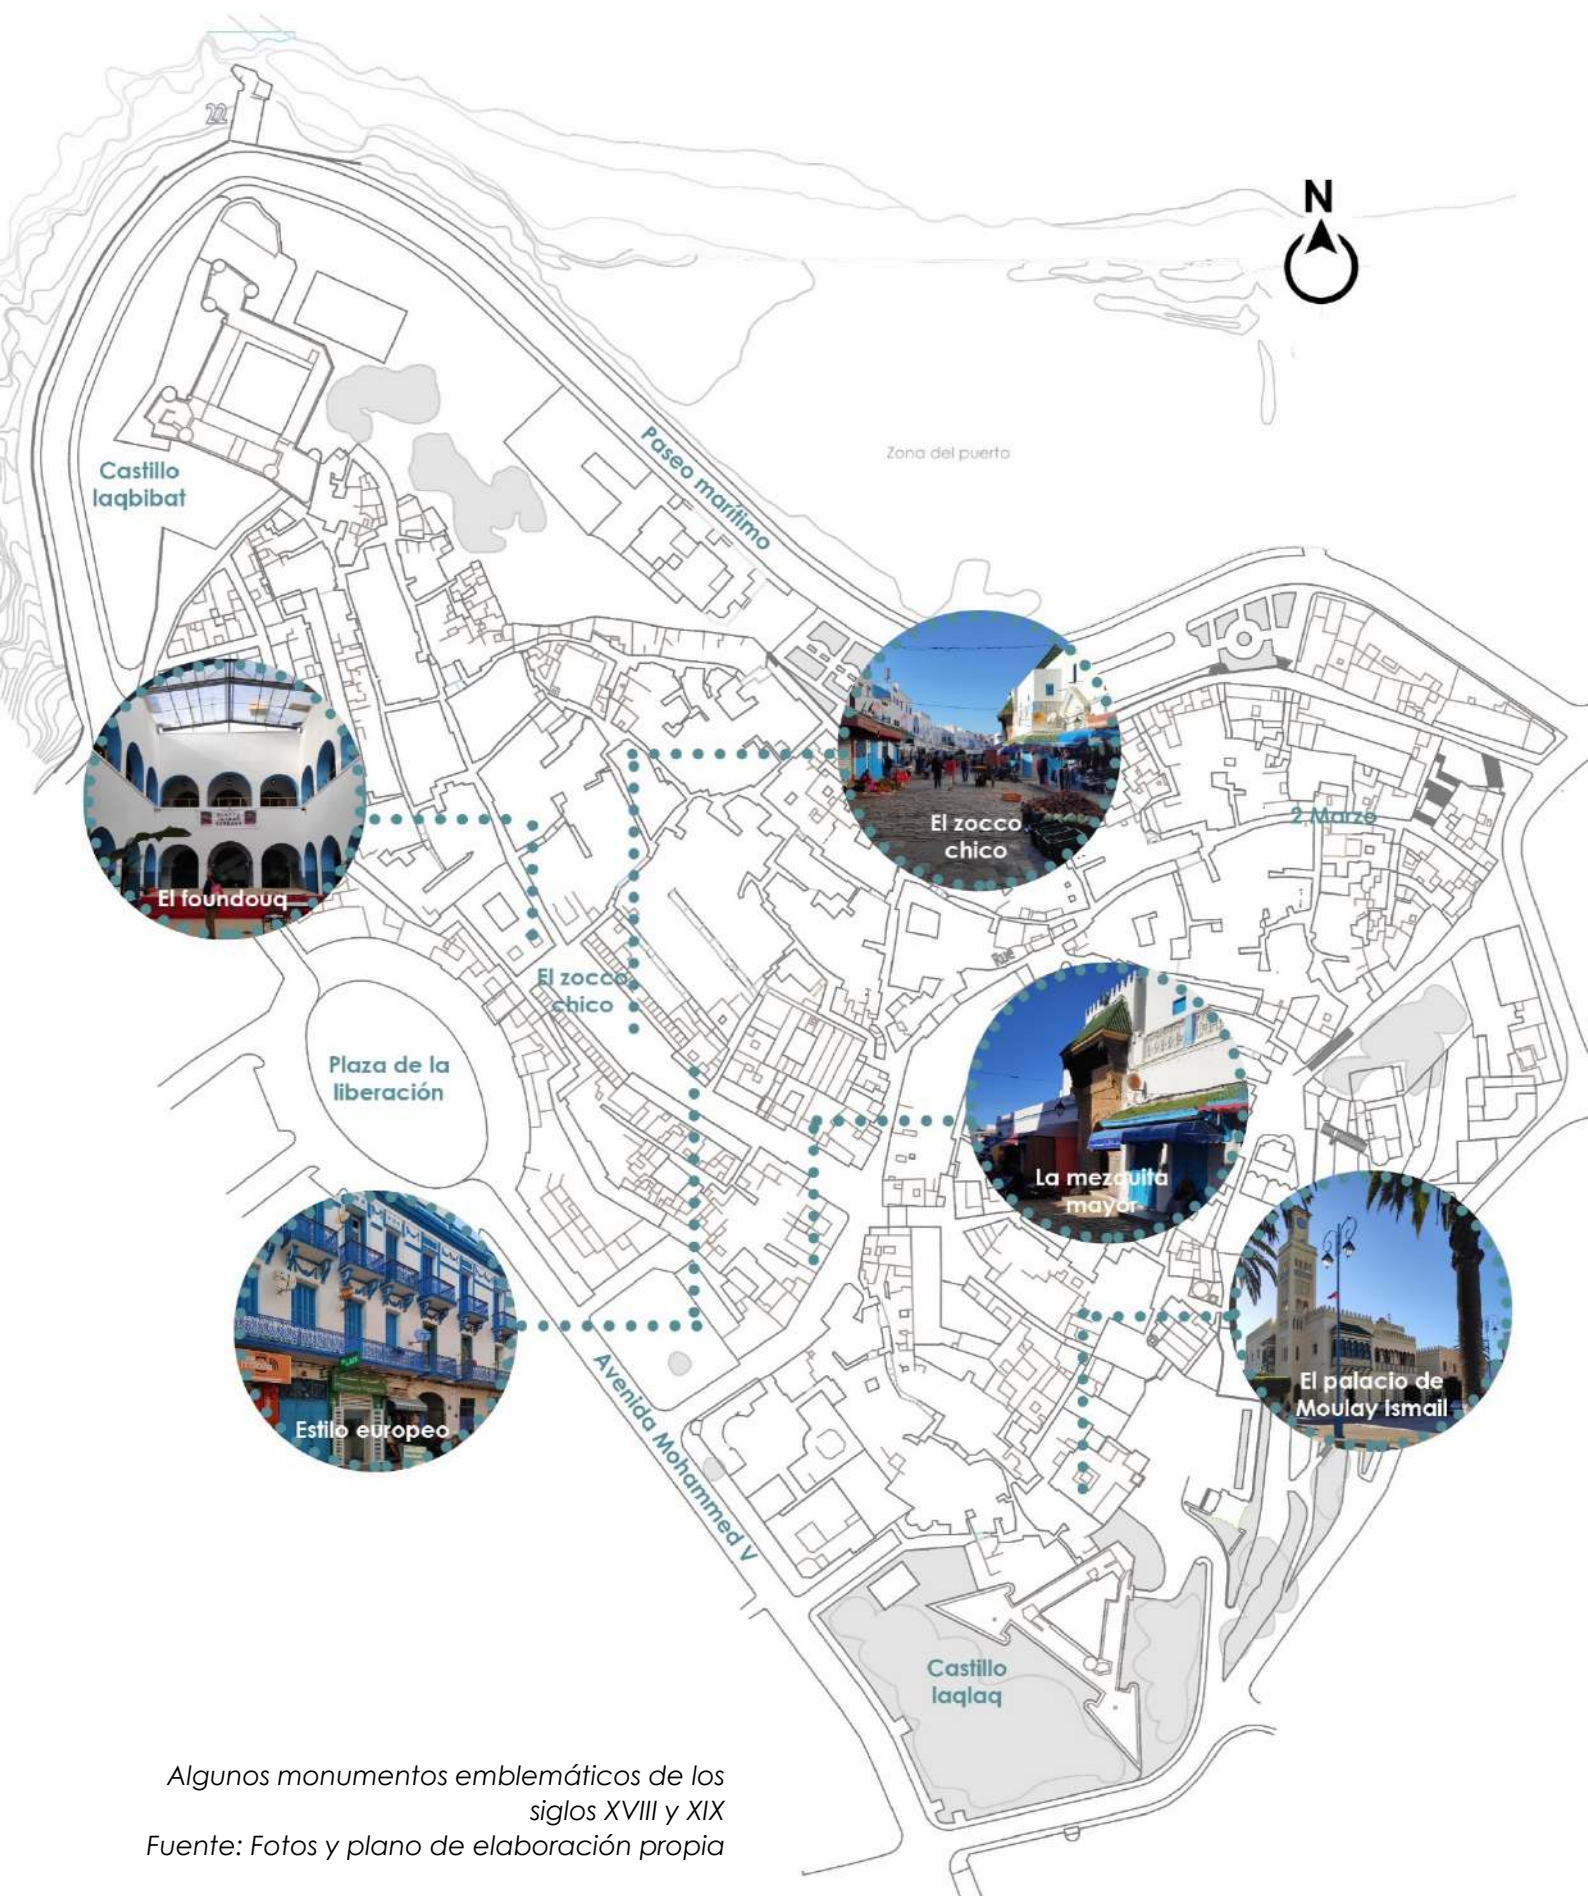 22
N
Castillo
laqbibat
Paseo marítimo
Zona del puerto
El zocco
chico
2 Marzo
El foundouq
Rue
El zocco
chico
Plaza de la
liberación
La mezquita
mayor
El palacio de
Moulay Ismail
Estilo europeo
Avenida Mohammed V
Castillo
laqlaq
Algunos monumentos emblemáticos de los
siglos XVIII y XIX
Fuente: Fotos y plano de elaboración propia